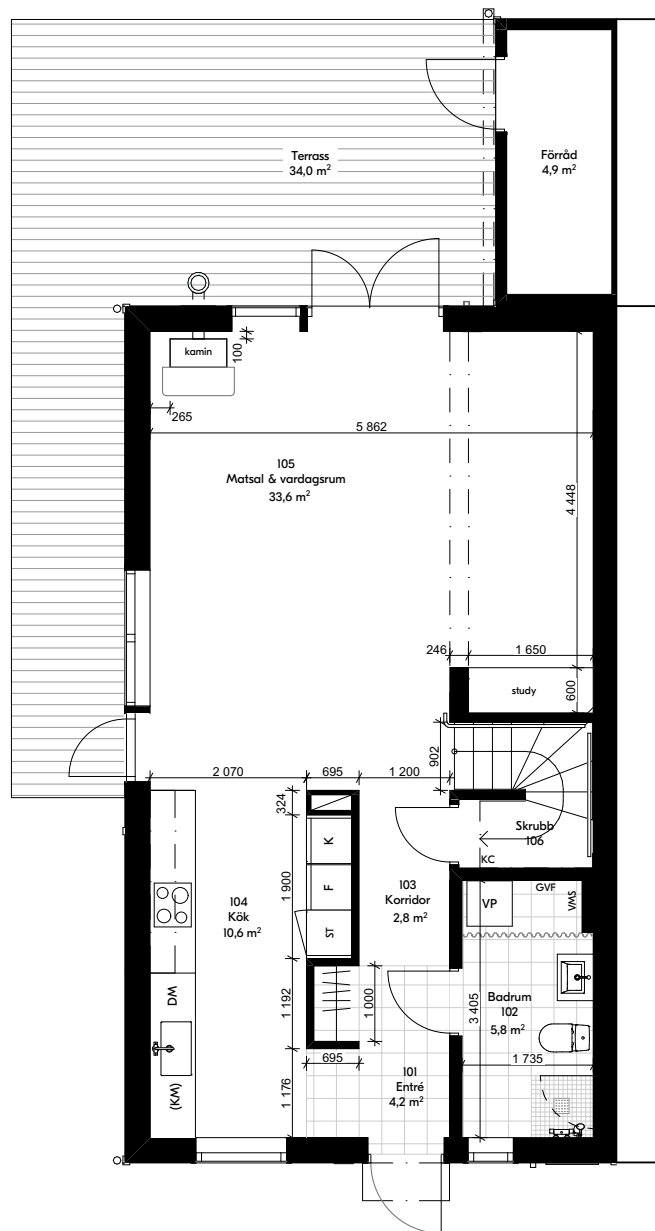 Terrass
34,0 m²
Förråd
4,9 m²
kamin
100
265
5 862
105
Matsal & vardagsrum
33,6 m²
4 448
246
1 650
study
600
902
2 070
695
1 200
324
Skrubb
106
K
KC
1 900
F
103
Korridor
2,8 m²
104
Kök
10,6 m²
ST
VP
GVF
VMS
DM
1 192
1 000
3 405
Badrum
102
5,8 m²
695
1 735
101
Entré
4,2 m²
(KM)
1 176